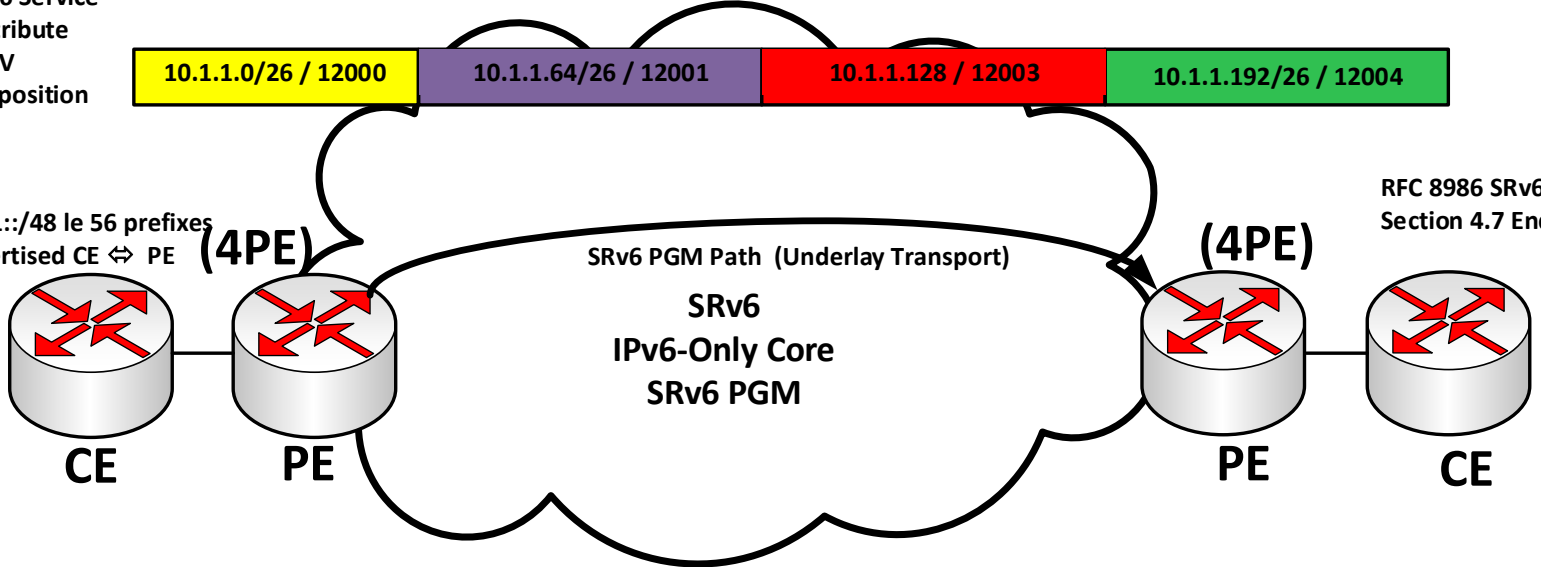 Service
tribute
V
position
10.1.1.0/26 / 12000
10.1.1.64/26 / 12001
10.1.1.128 / 12003
10.1.1.192/26 / 12004
::/48 le 56 prefixes
rtised CE ⇔ PE
(4PE)
SRv6 PGM Path (Underlay Transport)
SRv6
IPv6-Only Core
SRv6 PGM
(4PE)
RFC 8986 SRv6
Section 4.7 En
CE
PE
PE
CE